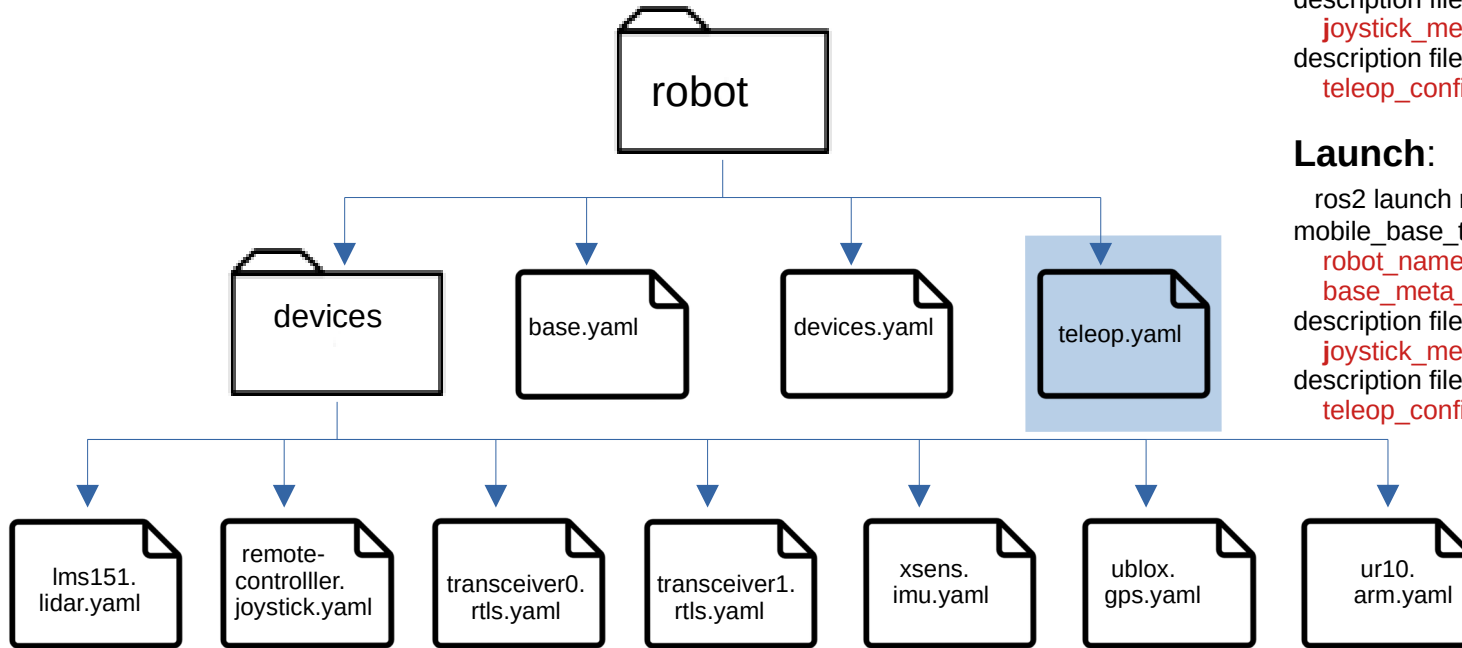 robot
devices
base.yaml
devices.yaml
teleop.yaml
lms151.
lidar.yaml
remote-
controlller.
joystick.yaml
transceiver0.
rtls.yaml
transceiver1.
rtls.yaml
xsens.
imu.yaml
ublox.
gps.yaml
ur10.
arm.yaml
description file
joystick_me
description file
teleop_confi
Launch:
ros2 launch
mobile_base_t
robot_name
base_meta_
description file
joystick_me
description file
teleop_confi